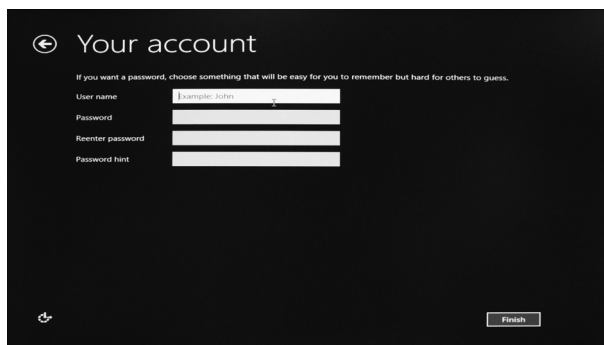 Your account
If you want a password, choose something that will be easy for you to remember but hard for others to guess.
User name
Example: John
Password
Reenter password
Password hint
Finish